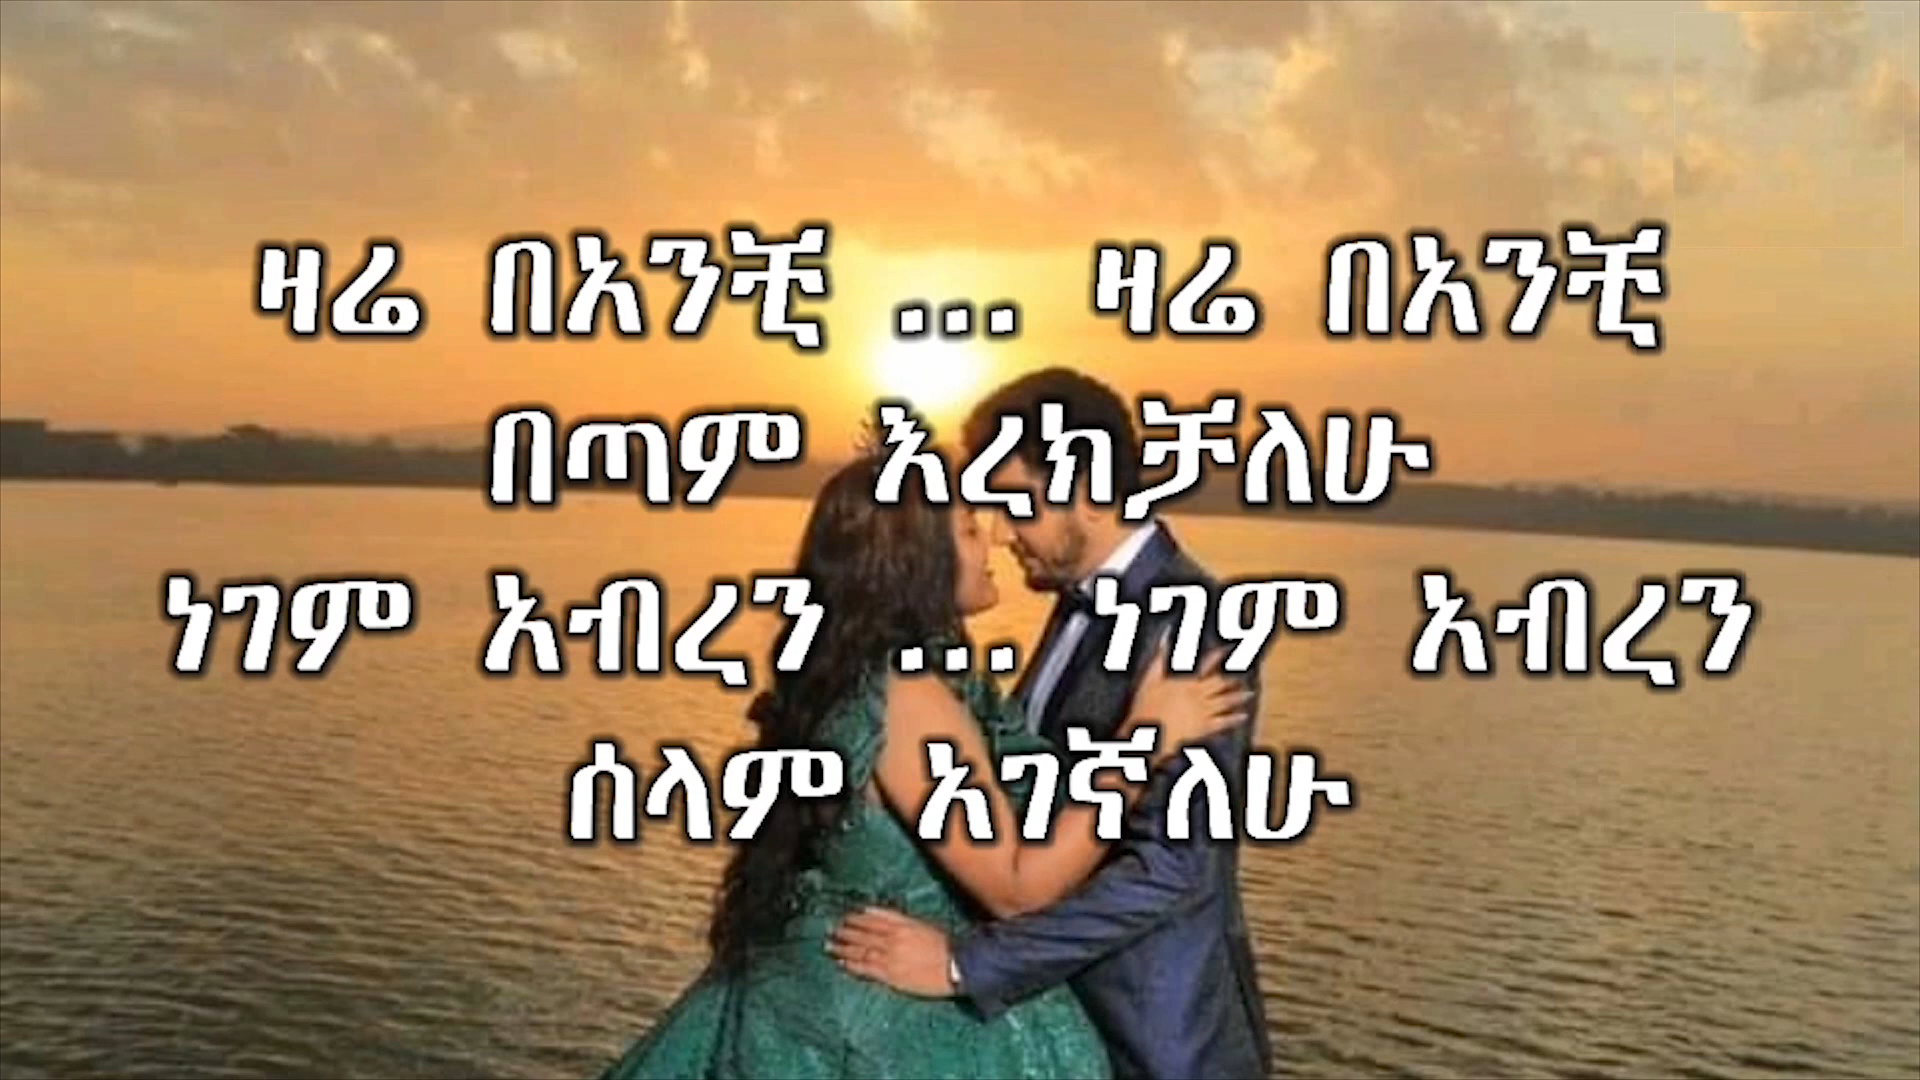 ዛሬ በአንቺ ... ዛሬ በአንቺ
በጣም እረክቻለሁ
ነገም አብረን ... ነገም አብረን
ሰላም አገኛለሁ